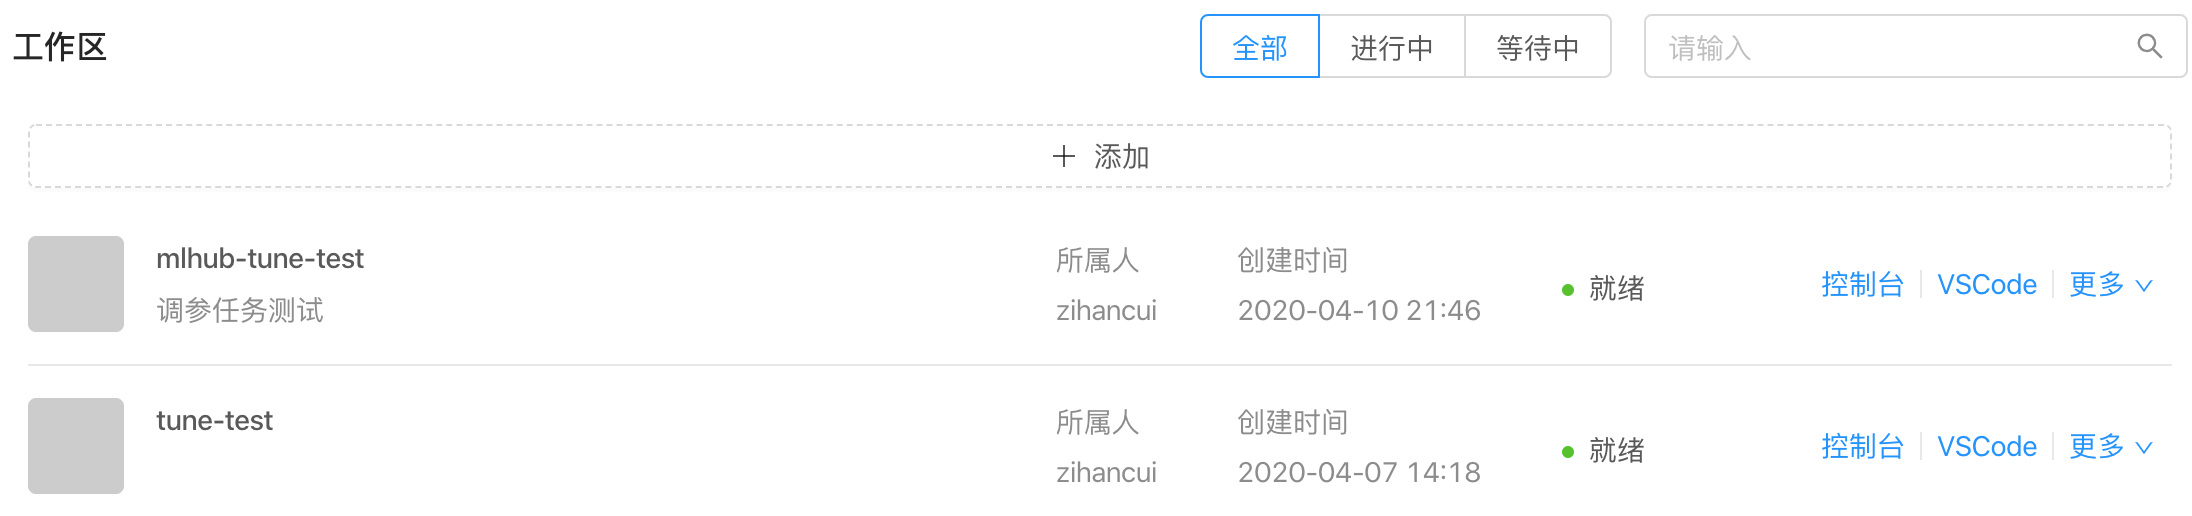 工作区
全部 进行中 等待中 请输入
添加
mlhub-tune-test
调参任务测试
所属人
zihancui
创建时间
2020-04-10 21:46
就绪
控制台 VSCode 更多
tune-test
所属人
zihancui
创建时间
2020-04-07 14:18
就绪
控制台 VSCode 更多